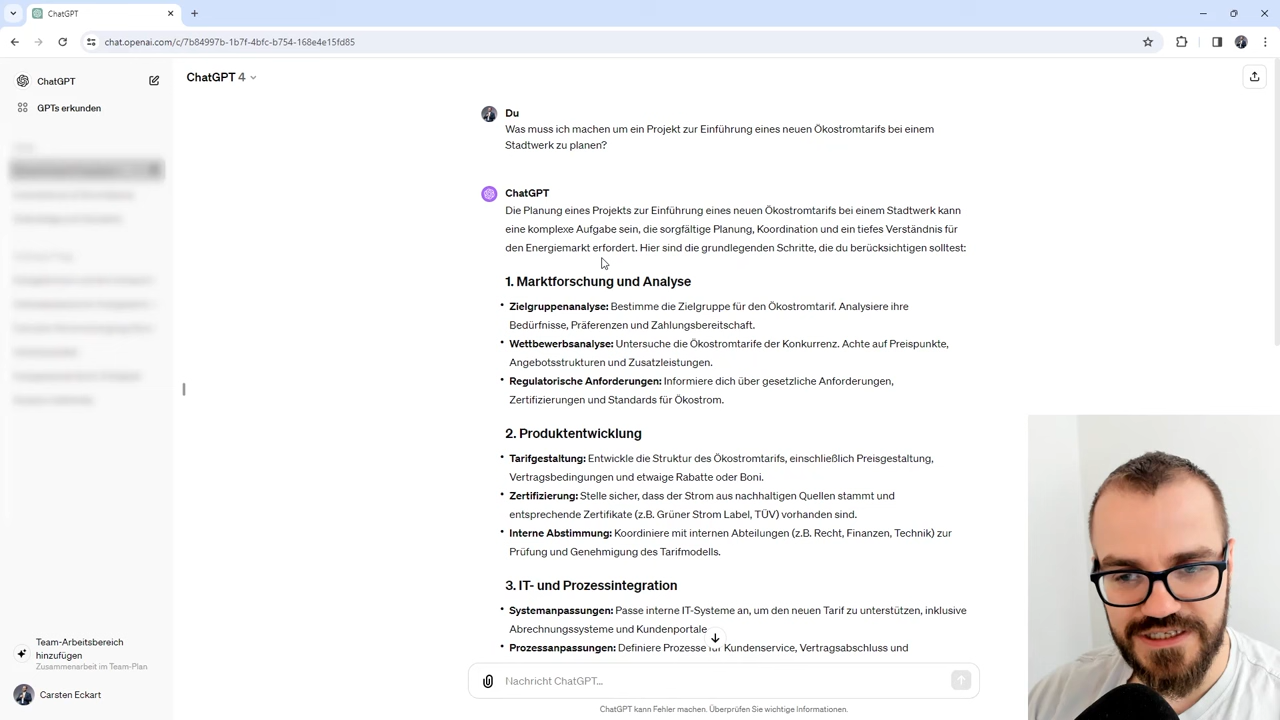 ChatGPT
chat.openai.com/c/7b84997b-1b7f-4bfc-b754-168e4e15fd85
ChatGPT
GPTs erkunden
Team-Arbeitsbereich
hinzufügen
Zusammenarbeit im Team-Plan
Carsten Eckart
ChatGPT 4
Du
Was muss ich machen um ein Projekt zur Einführung eines neuen Ökostromtarifs bei einem
Stadtwerk zu planen?
ChatGPT
Die Planung eines Projekts zur Einführung eines neuen Ökostromtarifs bei einem Stadtwerk kann
eine komplexe Aufgabe sein, die sorgfältige Planung, Koordination und ein tiefes Verständnis für
den Energiemarkt erfordert. Hier sind die grundlegenden Schritte, die du berücksichtigen solltest:
1. Marktforschung und Analyse
• Zielgruppenanalyse: Bestimme die Zielgruppe für den Ökostromtarif. Analysiere ihre
Bedürfnisse, Präferenzen und Zahlungsbereitschaft.
• Wettbewerbsanalyse: Untersuche die Ökostromtarife der Konkurrenz. Achte auf Preispunkte,
Angebotsstrukturen und Zusatzleistungen.
• Regulatorische Anforderungen: Informiere dich über gesetzliche Anforderungen,
Zertifizierungen und Standards für Ökostrom.
2. Produktentwicklung
• Tarifgestaltung: Entwickle die Struktur des Ökostromtarifs, einschließlich Preisgestaltung,
Vertragsbedingungen und etwaige Rabatte oder Boni.
• Zertifizierung: Stelle sicher, dass der Strom aus nachhaltigen Quellen stammt und
entsprechende Zertifikate (z.B. Grüner Strom Label, TÜV) vorhanden sind.
• Interne Abstimmung: Koordiniere mit internen Abteilungen (z.B. Recht, Finanzen, Technik) zur
Prüfung und Genehmigung des Tarifmodells.
3. IT- und Prozessintegration
• Systemanpassungen: Passe interne IT-Systeme an, um den neuen Tarif zu unterstützen, inklusive
Abrechnungssysteme und Kundenportale
• Prozessanpassungen: Definiere Prozesse für Kundenservice, Vertragsabschluss und
Nachricht ChatGPT...
ChatGPT kann Fehler machen. Überprüfen Sie wichtige Informationen.